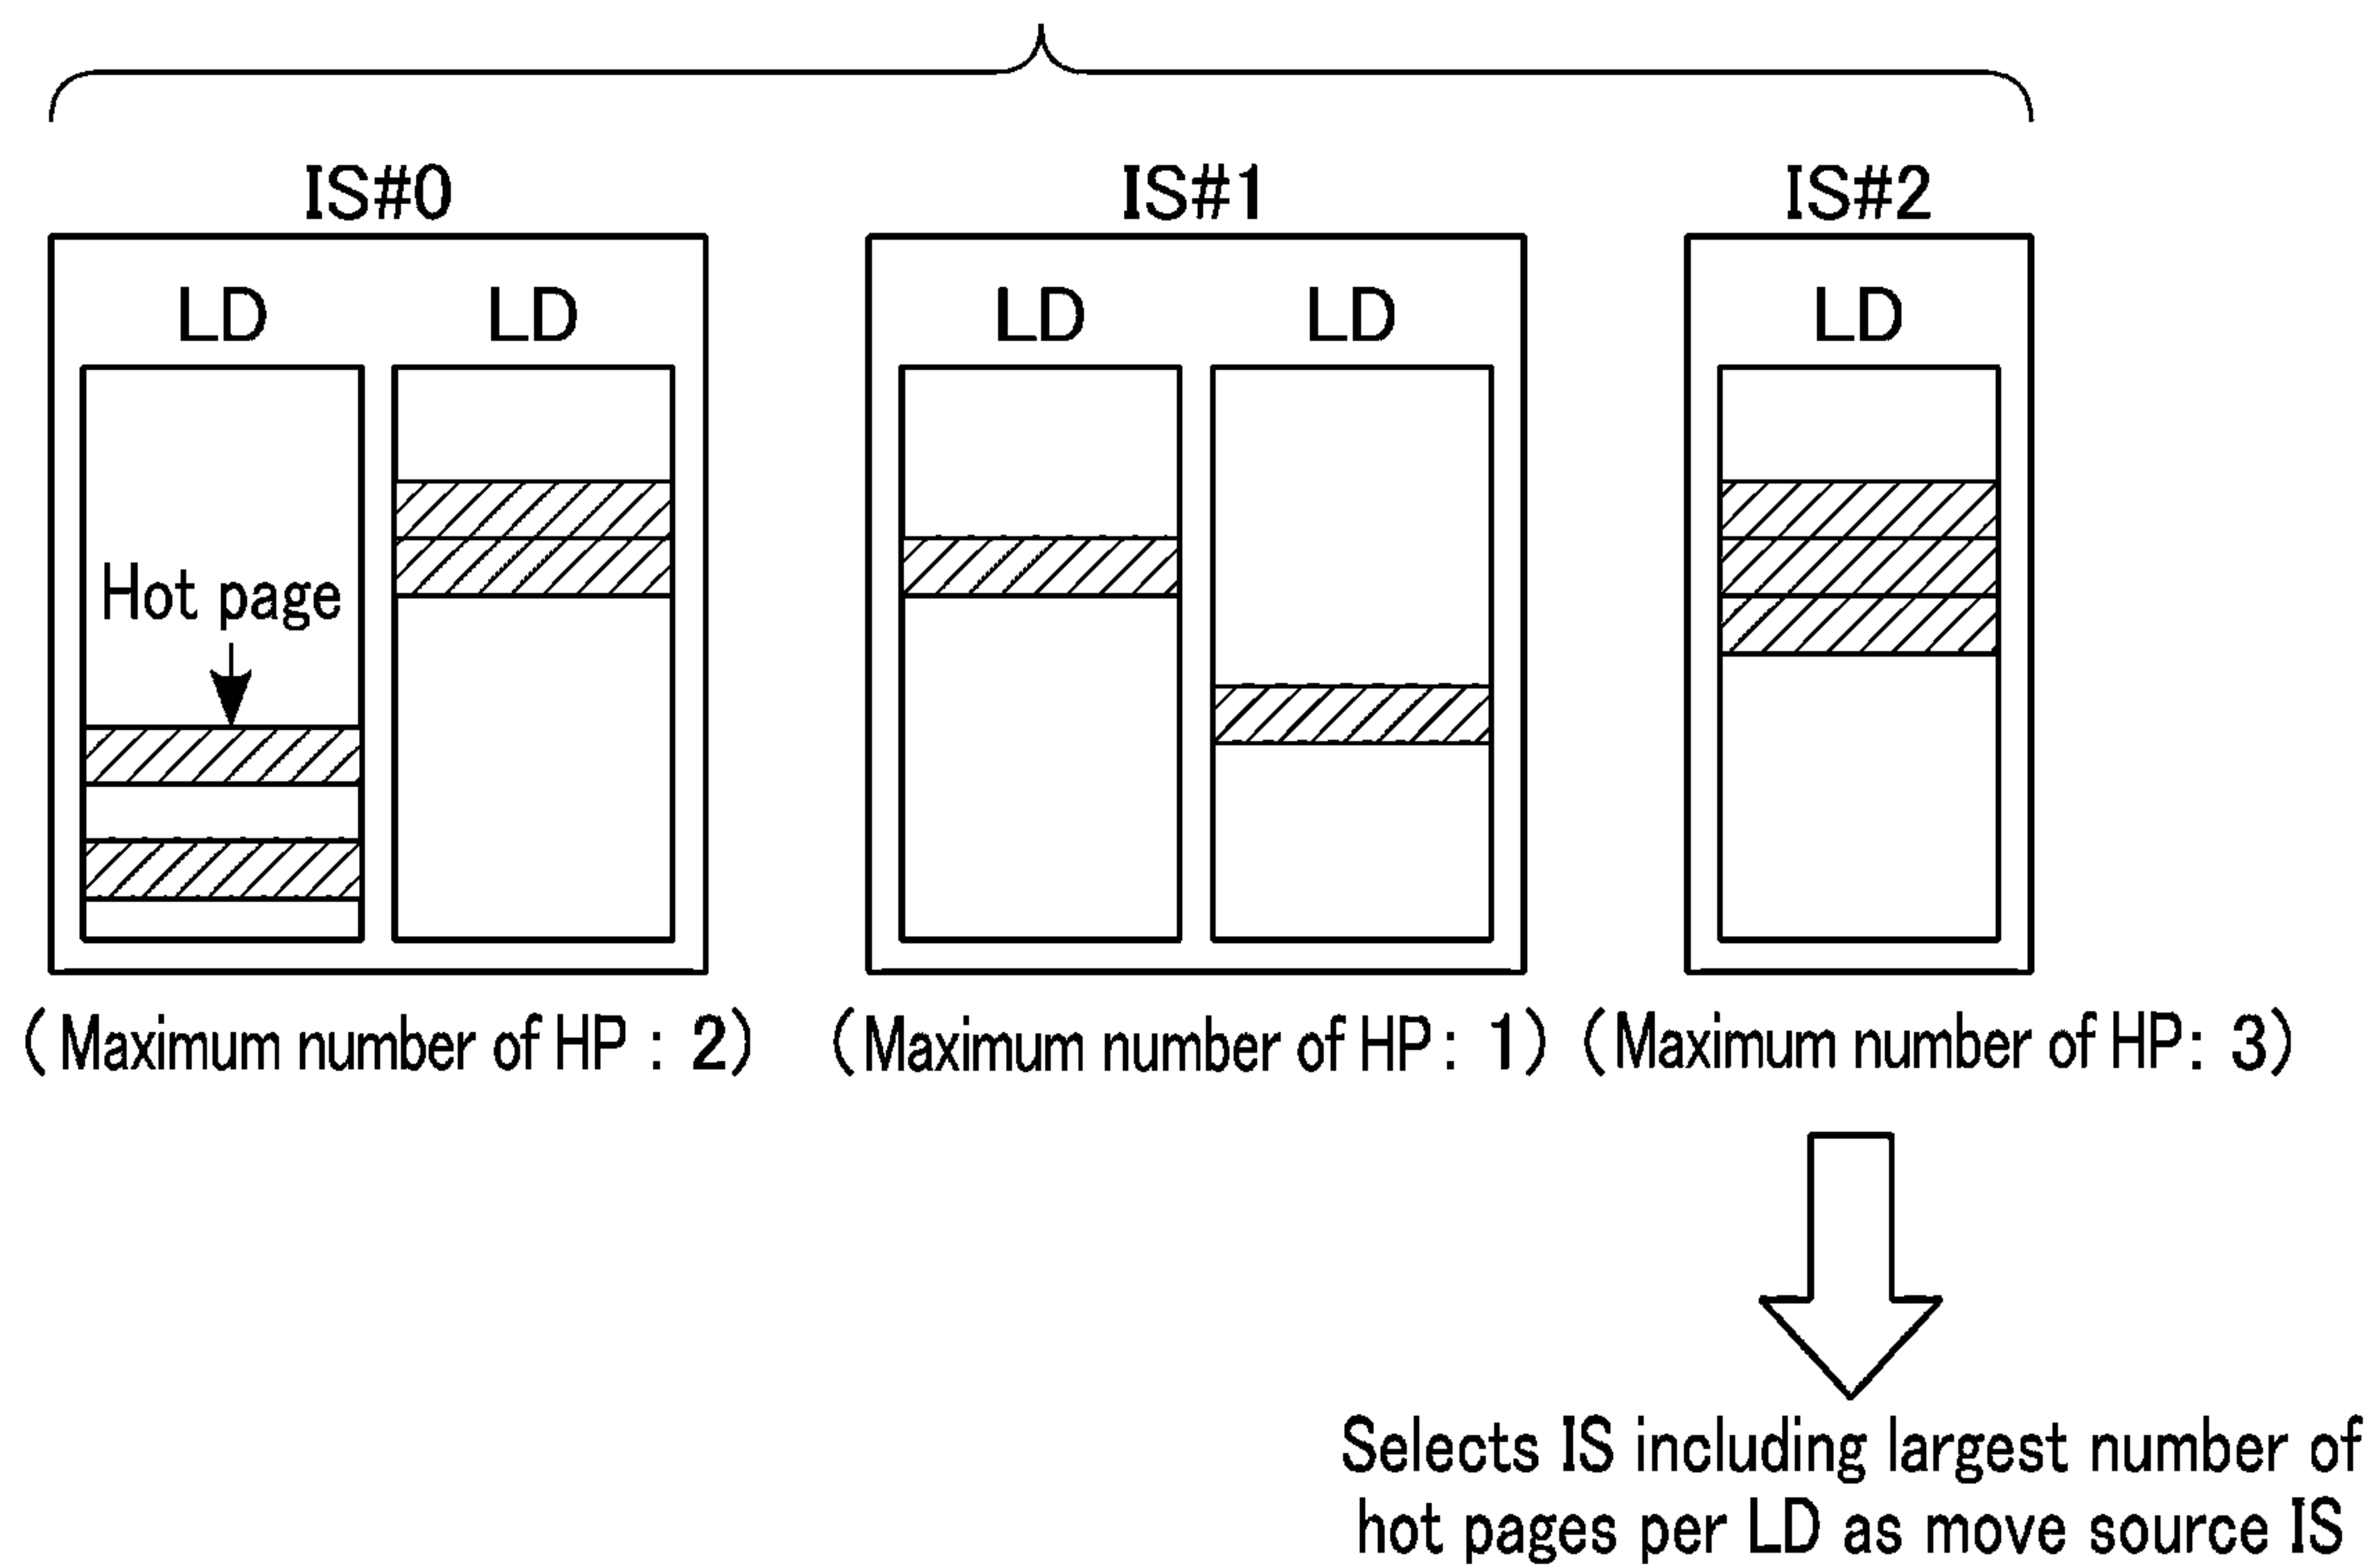 IS#0 IS#1 IS#2
LD LD LD LD LD
Hot page
(Maximum number of HP : 2) (Maximum number of HP : 1) (Maximum number of HP : 3)
Selects IS including largest number of
hot pages per LD as move source IS